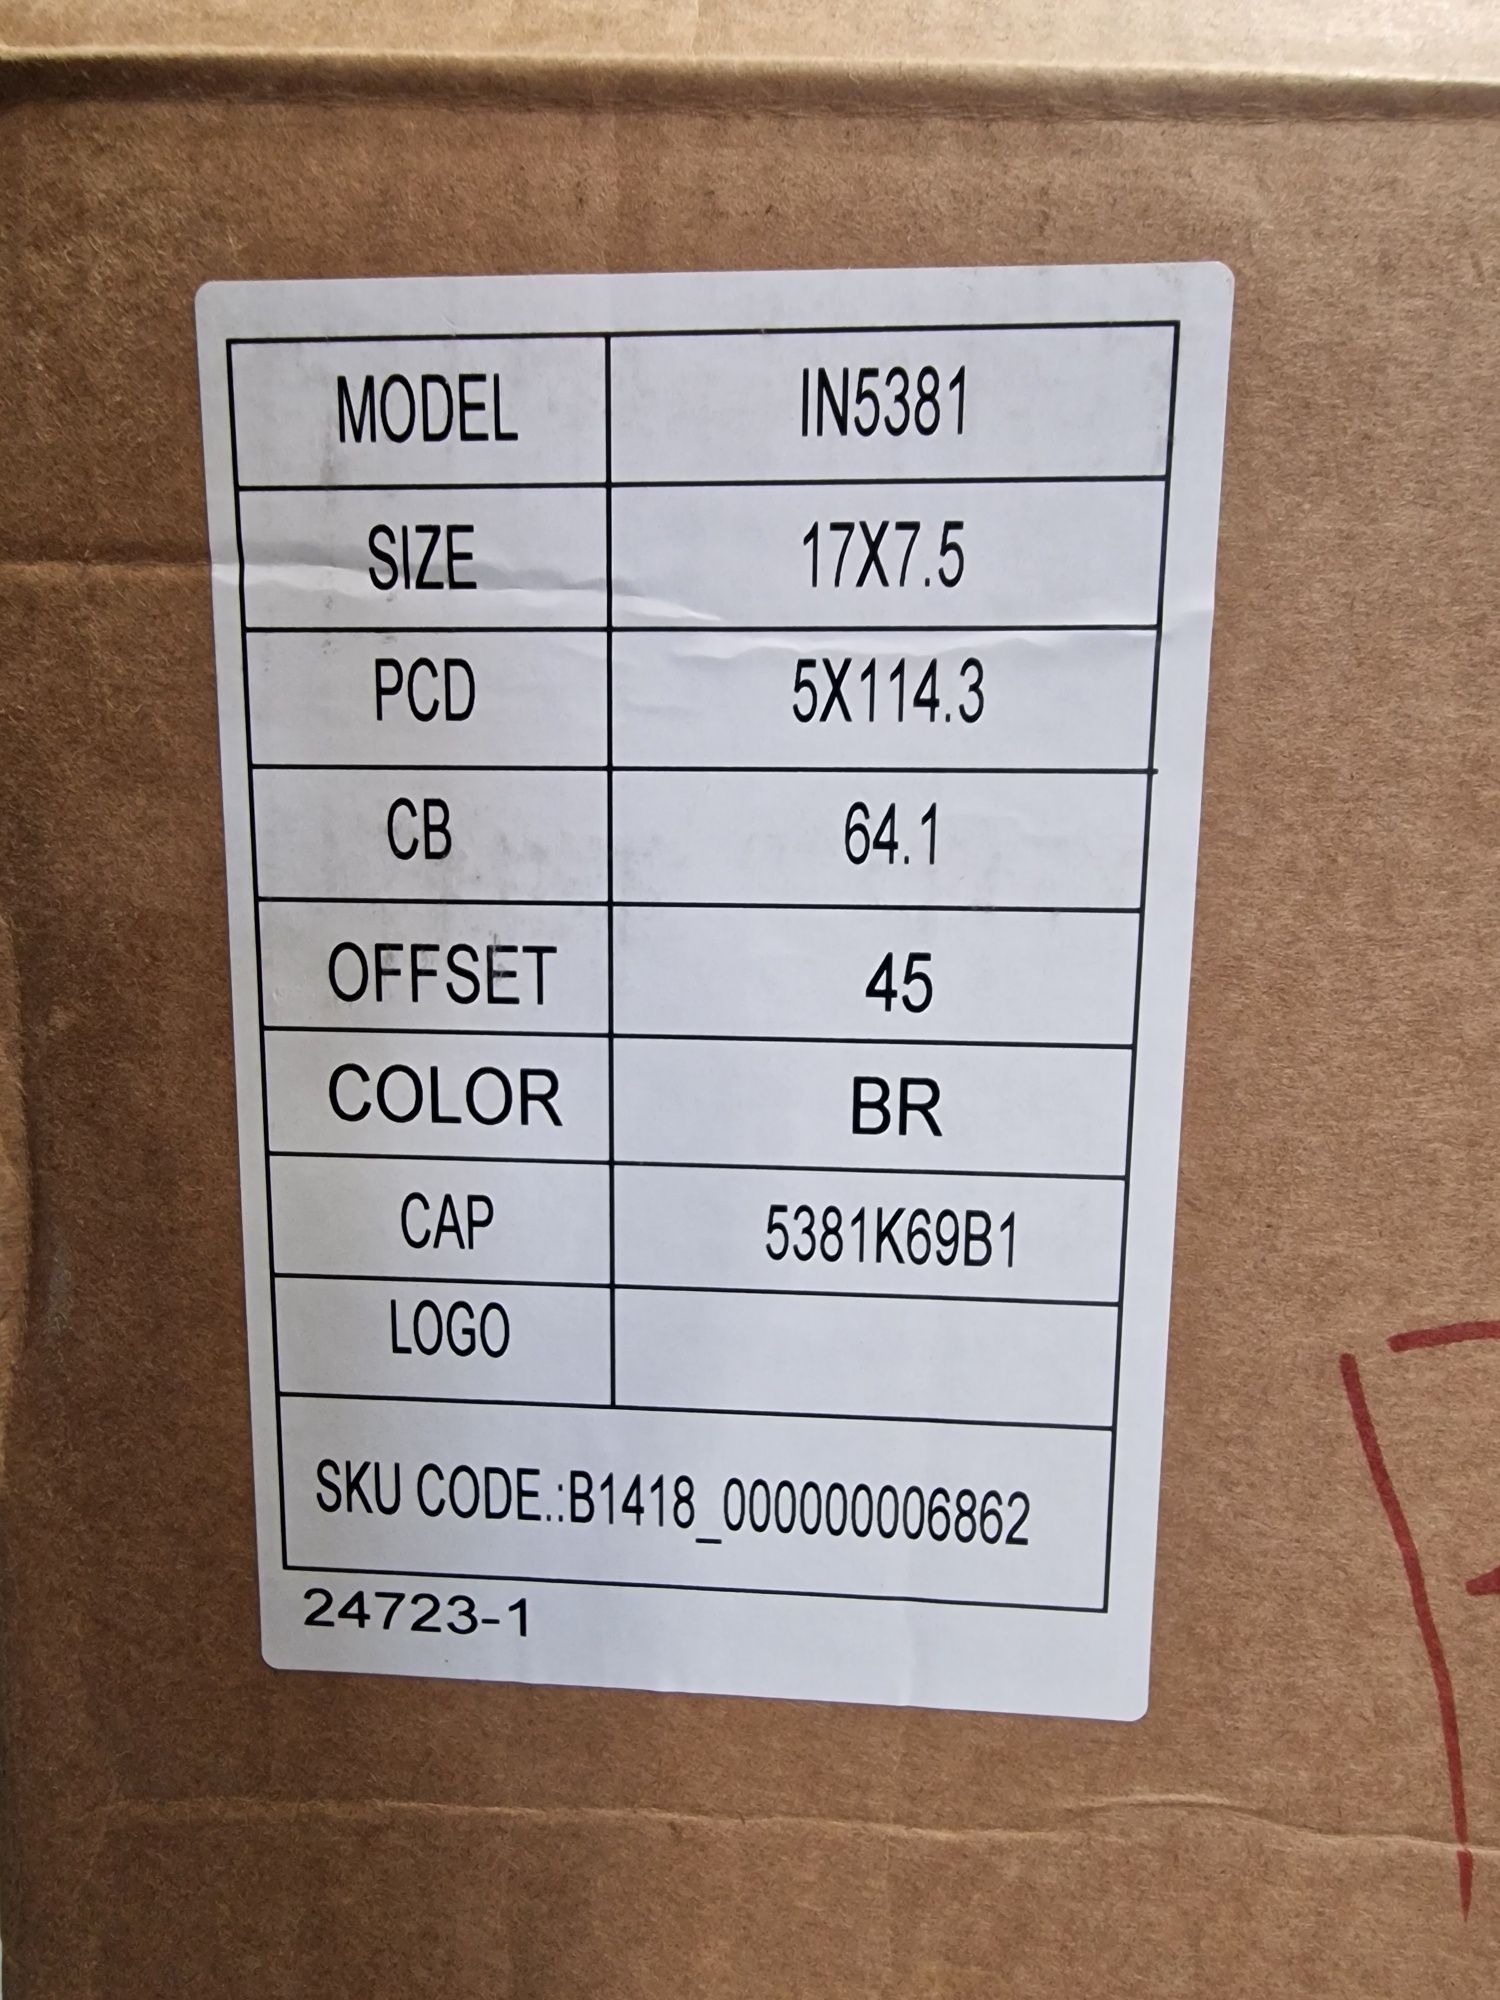 MODEL IN5381
SIZE 17X7.5
PCD 5X114.3
CB 64.1
OFFSET 45
COLOR BR
CAP 5381K69B1
LOGO
SKU CODE.:B1418_000000006862
24723-1